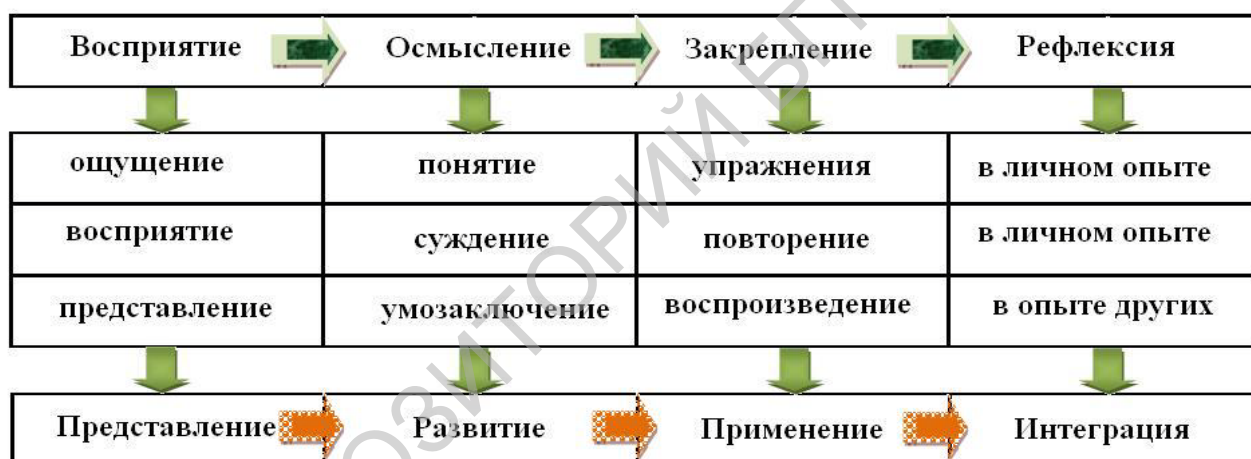 Восприятие Осмысление Закрепление Рефлексия
ощущение понятие упражнения в личном опыте
восприятие суждение повторение в личном опыте
представление умозаключение воспроизведение в опыте других
Представление Развитие Применение Интеграция